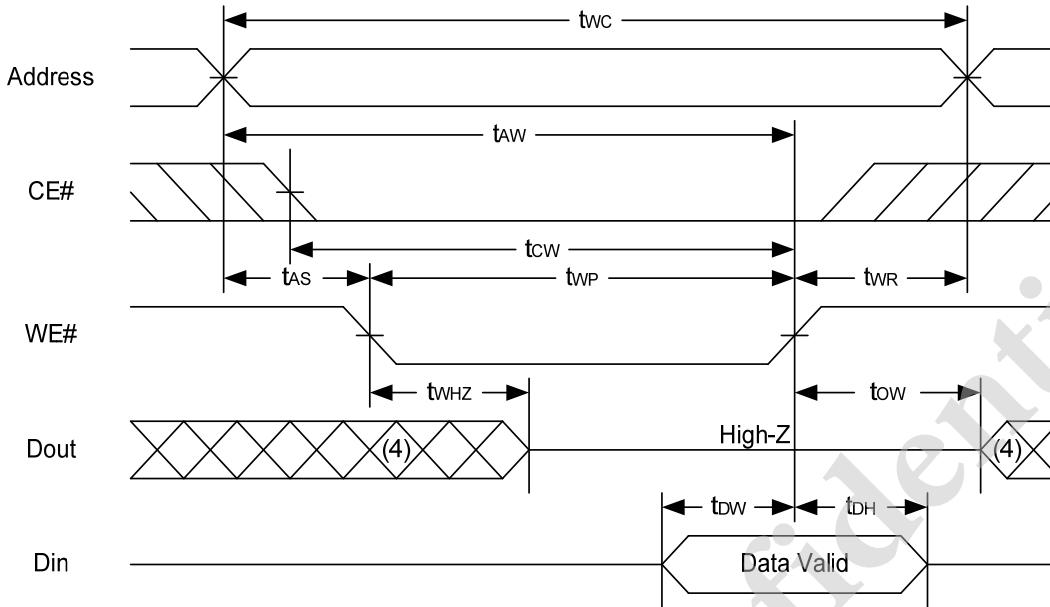 tWC
Address
tAW
CE#
tCW
tAS tWP tWR
WE#
tWHZ tOW
High-Z
Dout (4) (4)
tDW tDH
Din Data Valid
fidenti